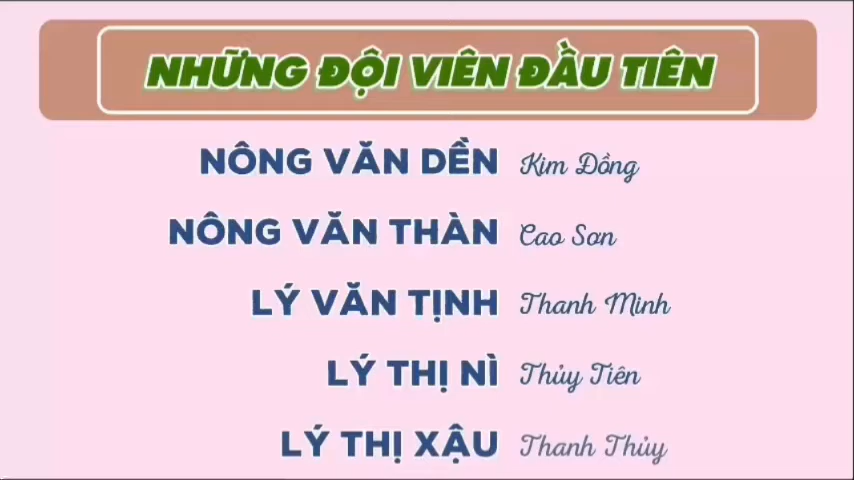 NHỮNG ĐỘI VIÊN ĐẦU TIÊN
NÔNG VĂN DỀN Kim Đồng
NÔNG VĂN THÀN Cao Sơn
LÝ VĂN TỊNH Thanh Minh
LÝ THỊ NÌ Thủy Tiên
LÝ THỊ XẬU Thanh Thủy